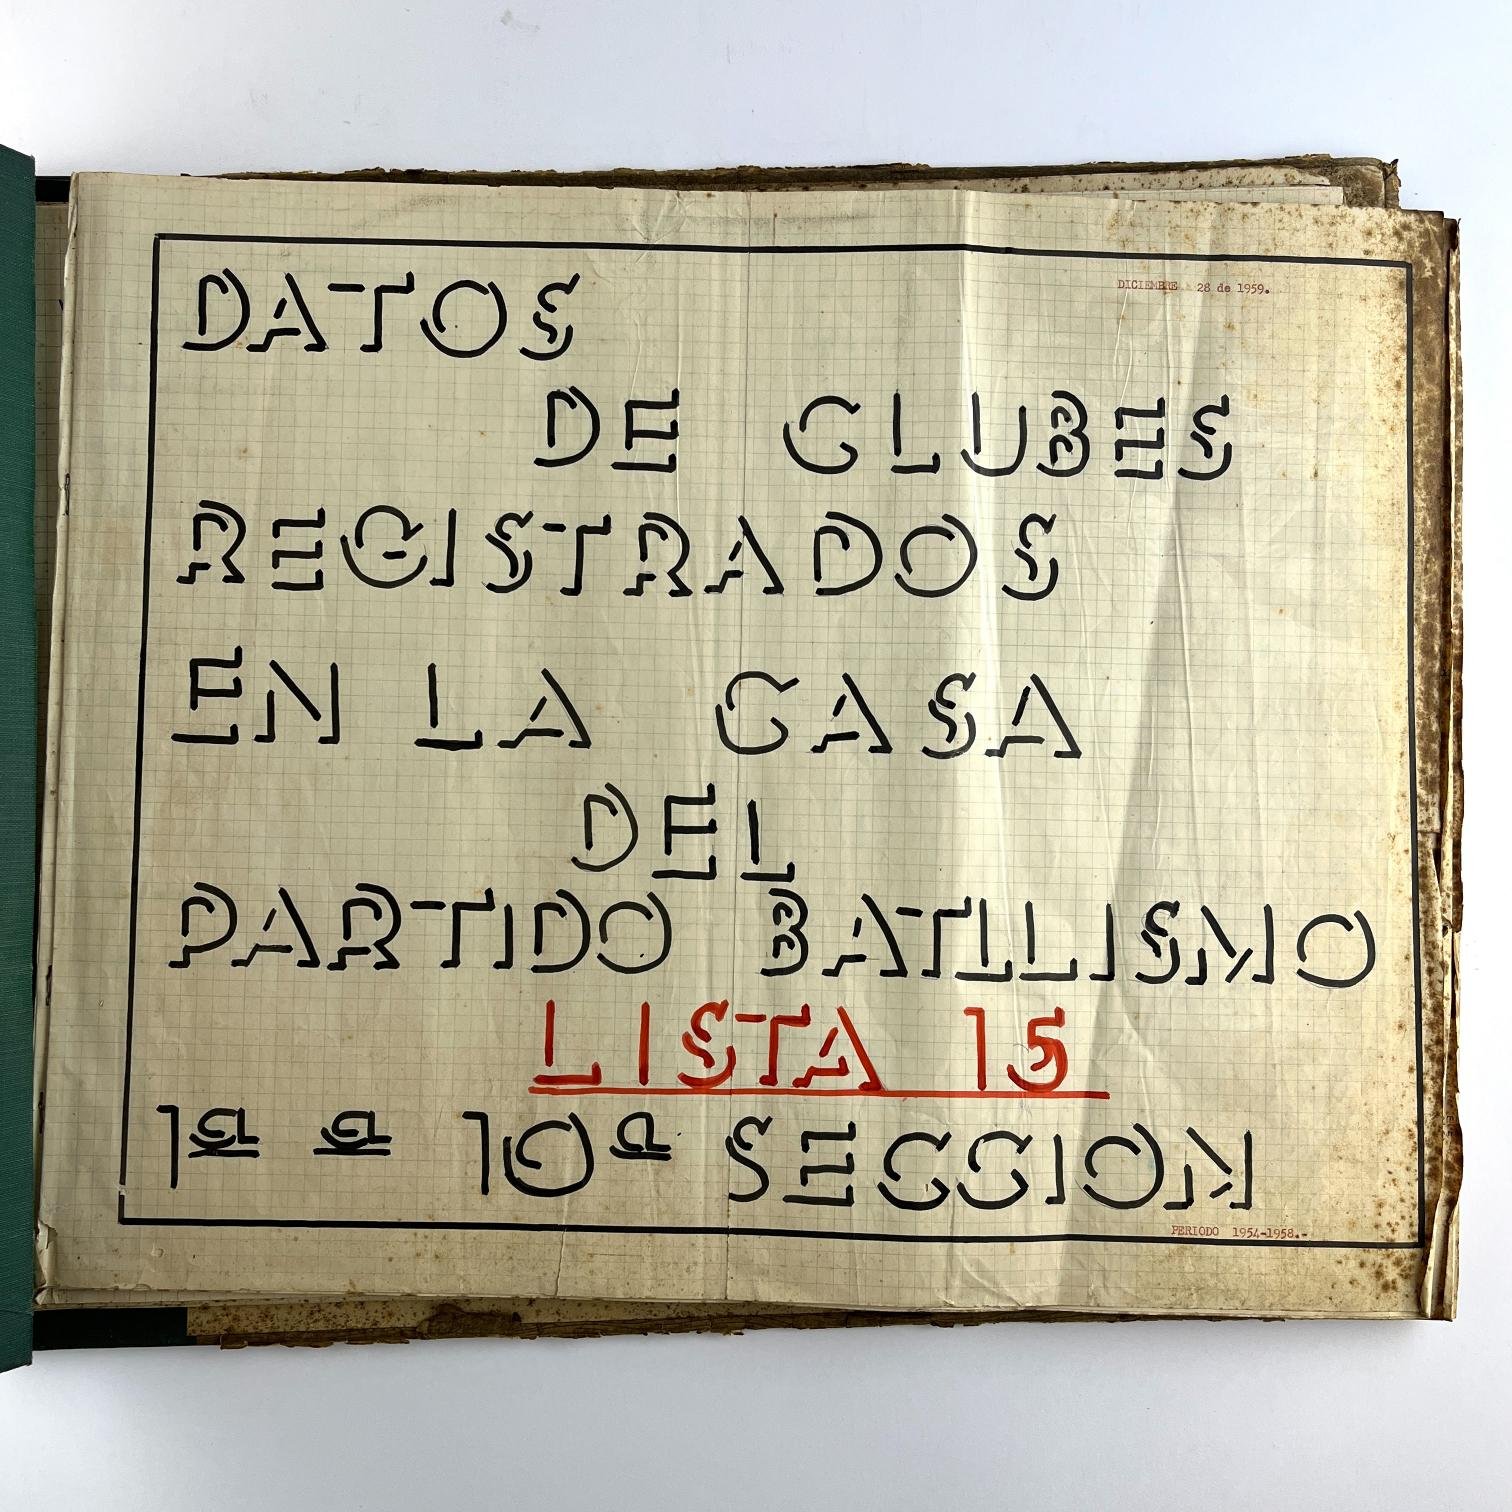 DICIEMBRE 28 de 1959.
DATOS
DE CLUBES
REGISTRADOS
EN LA CASA
DEL
PARTIDO BATLLISMO
LISTA 15
1ª a 10ª SECCION
PERIODO 1954-1958.-